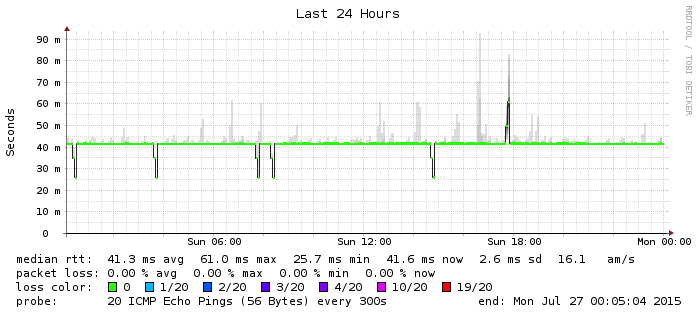 Last 24 Hours
RRDTOOL / TOBI OETIKER
Seconds
90 m
80 m
70 m
60 m
50 m
40 m
30 m
20 m
10 m
0
Sun 06:00 Sun 12:00 Sun 18:00 Mon 00:00
median rtt: 41.3 ms avg 61.0 ms max 25.7 ms min 41.6 ms now 2.6 ms sd 16.1 am/s
packet loss: 0.00 % avg 0.00 % max 0.00 % min 0.00 % now
loss color: 0 1/20 2/20 3/20 4/20 10/20 19/20
probe: 20 ICMP Echo Pings (56 Bytes) every 300s end: Mon Jul 27 00:05:04 2015